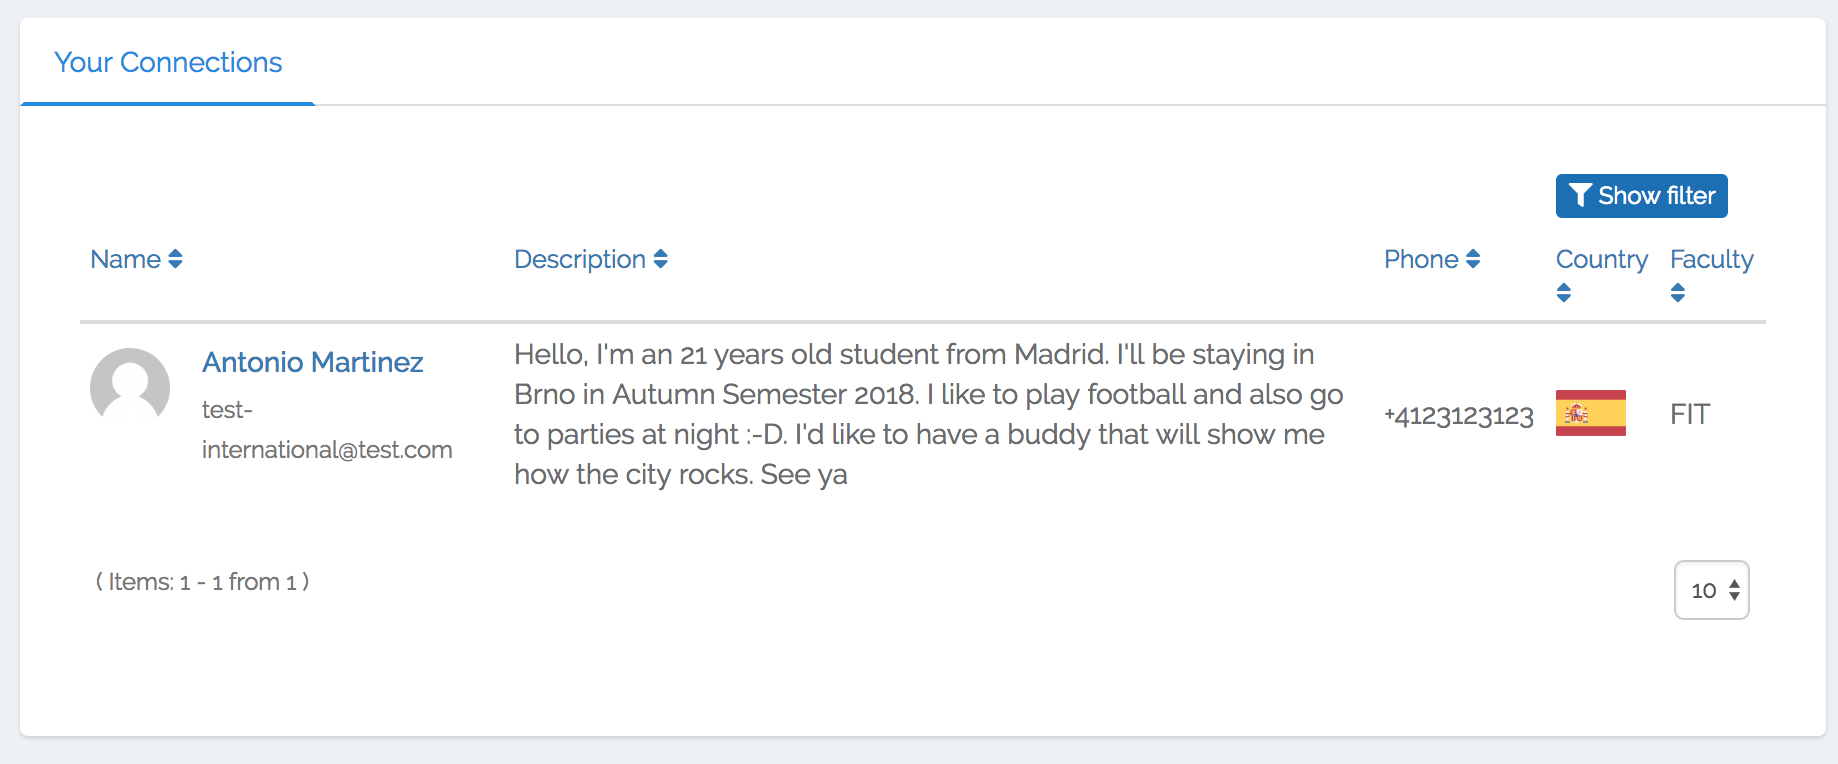 Your Connections
Show filter
Name Description Phone Country Faculty
Antonio Martinez
test-
international@test.com
Hello, I'm an 21 years old student from Madrid. I'll be staying in
Brno in Autumn Semester 2018. I like to play football and also go
to parties at night :-D. I'd like to have a buddy that will show me
how the city rocks. See ya
+4123123123
FIT
( Items: 1 - 1 from 1 )
10